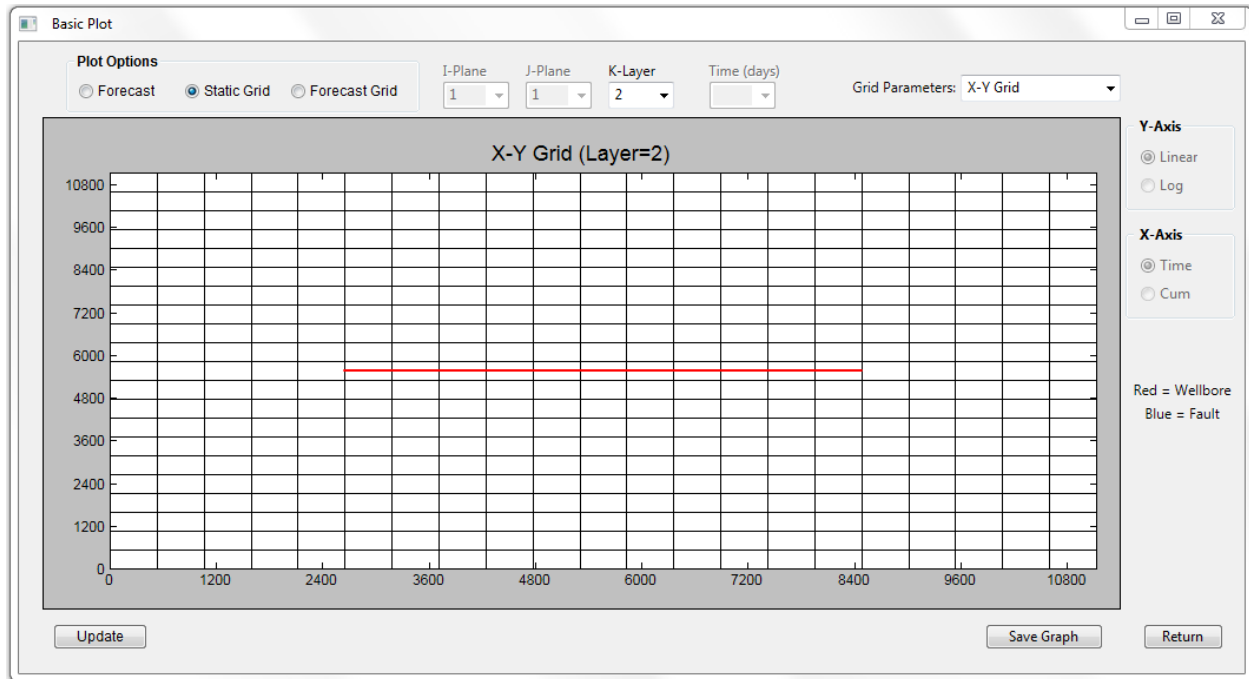 Basic Plot
Plot Options
Forecast
Static Grid
Forecast Grid
I-Plane
1
J-Plane
1
K-Layer
2
Time (days)
Grid Parameters: X-Y Grid
X-Y Grid (Layer=2)
10800
9600
8400
7200
6000
4800
3600
2400
1200
0
0 1200 2400 3600 4800 6000 7200 8400 9600 10800
Y-Axis
Linear
Log
X-Axis
Time
Cum
Red = Wellbore
Blue = Fault
Update
Save Graph
Return